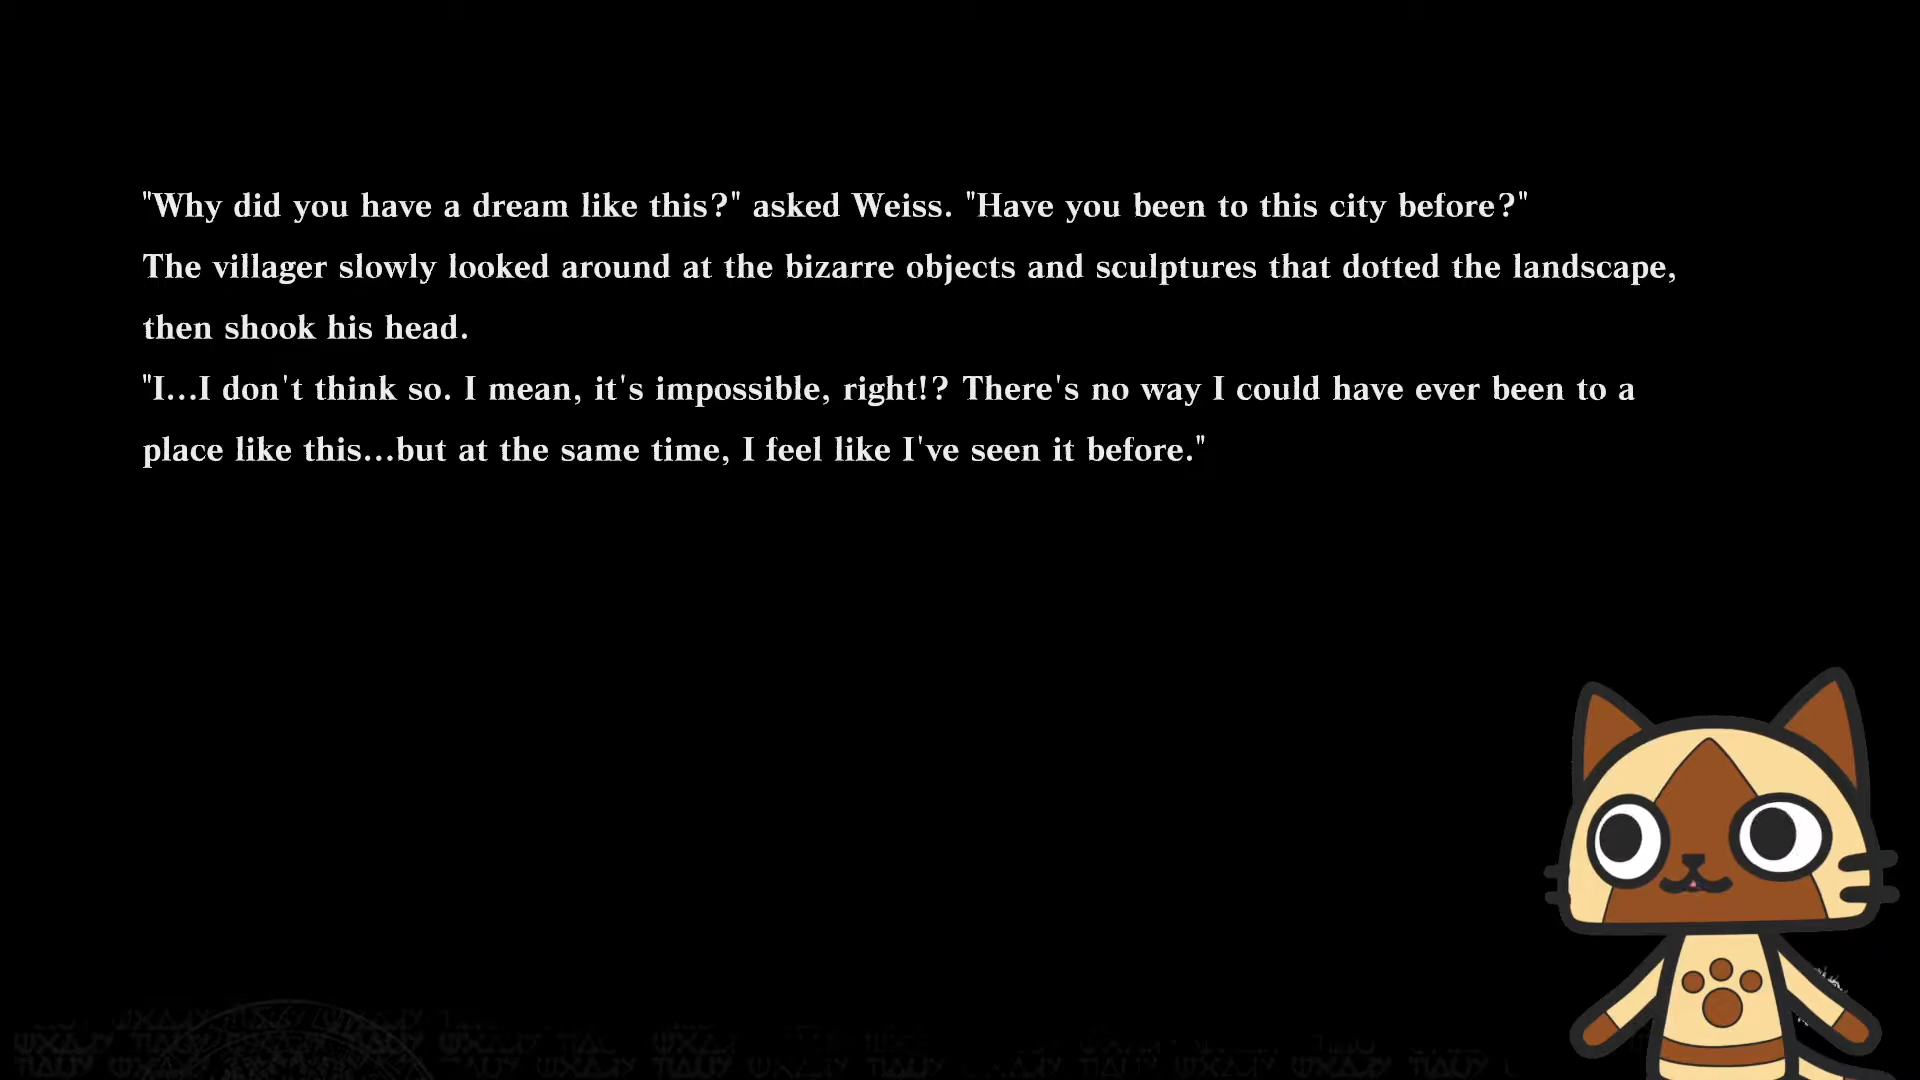 "Why did you have a dream like this?" asked Weiss. "Have you been to this city before?"
The villager slowly looked around at the bizarre objects and sculptures that dotted the landscape,
then shook his head.
"I...I don't think so. I mean, it's impossible, right!? There's no way I could have ever been to a
place like this...but at the same time, I feel like I've seen it before."